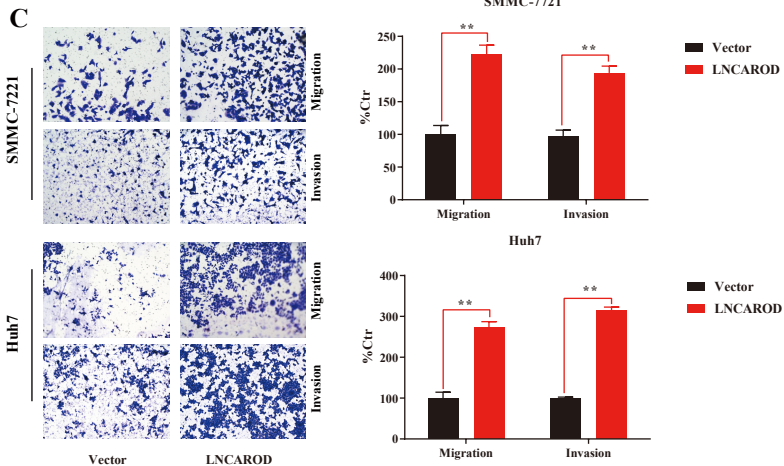 C
SMMC-7221
Migration
Invasion
Huh7
Migration
Invasion
Vector
LNCAROD
SMMC-7721
%Ctr
250
200
150
100
50
0
**
**
Migration
Invasion
Vector
LNCAROD
Huh7
%Ctr
400
300
200
100
0
**
**
Migration
Invasion
Vector
LNCAROD